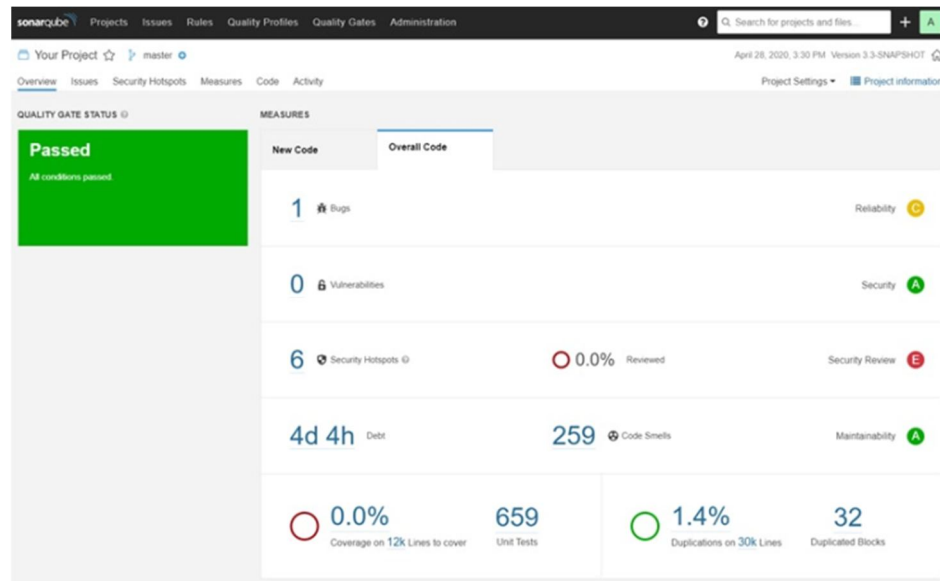 sonarqube Projects Issues Rules Quality Profiles Quality Gates Administration ? Search for projects and files... + A
Your Project master April 28, 2020, 3:30 PM Version 3.3-SNAPSHOT
Overview Issues Security Hotspots Measures Code Activity Project Settings Project information
QUALITY GATE STATUS MEASURES
Passed
All conditions passed.
New Code Overall Code
1 Bugs Reliability C
0 Vulnerabilities Security A
6 Security Hotspots 0.0% Reviewed Security Review E
4d 4h Debt 259 Code Smells Maintainability A
0.0% 659 1.4% 32
Coverage on 12k Lines to cover Unit Tests Duplications on 30k Lines Duplicated Blocks